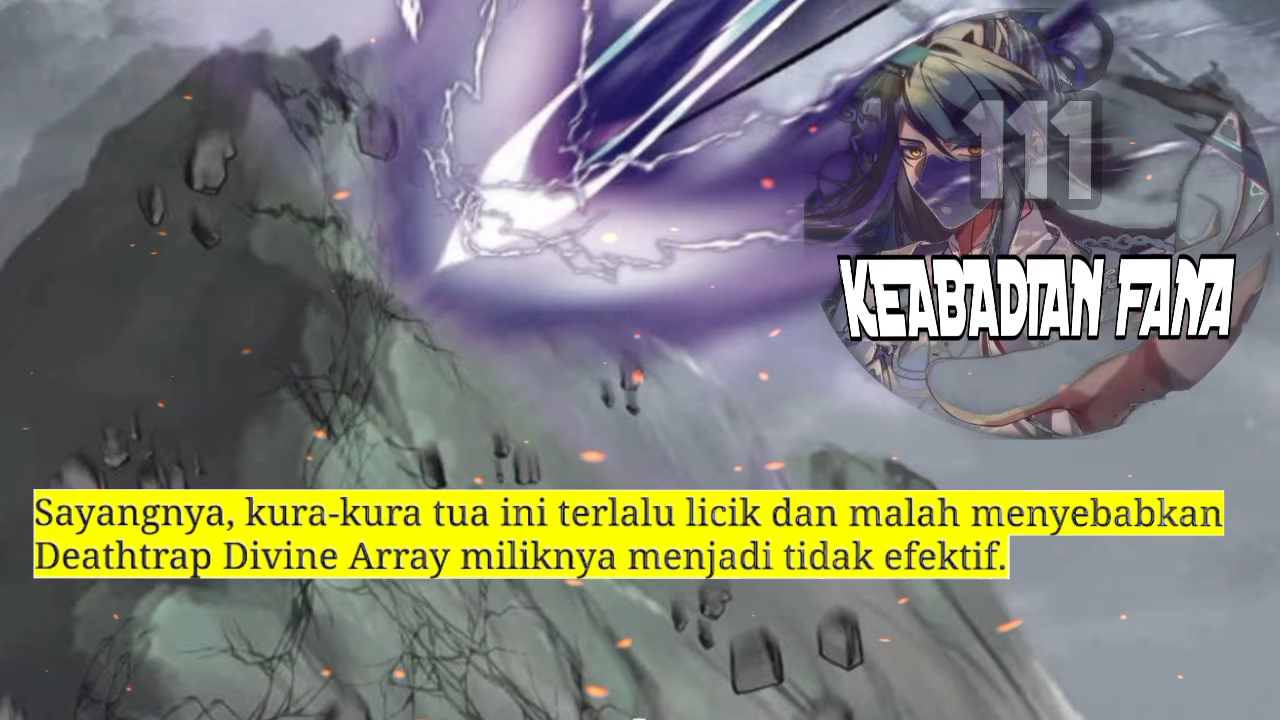 111
KEABADIAN FANA
Sayangnya, kura-kura tua ini terlalu licik dan malah menyebabkan
Deathtrap Divine Array miliknya menjadi tidak efektif.